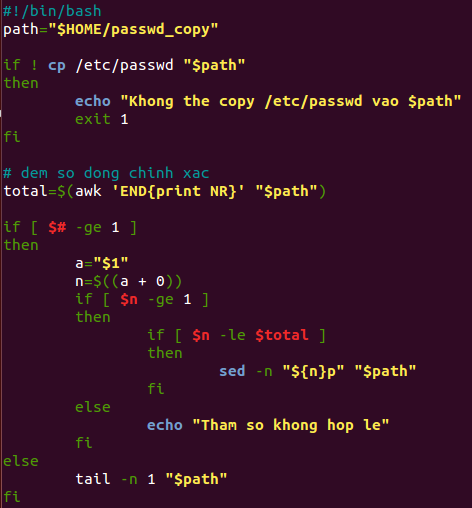 #!/bin/bash
path="$HOME/passwd_copy"
if ! cp /etc/passwd "$path"
then
echo "Khong the copy /etc/passwd vao $path"
exit 1
fi
# dem so dong chinh xac
total=$(awk 'END{print NR}' "$path")
if [ $# -ge 1 ]
then
a="$1"
n=$((a + 0))
if [ $n -ge 1 ]
then
if [ $n -le $total ]
then
sed -n "${n}p" "$path"
fi
else
echo "Tham so khong hop le"
fi
else
tail -n 1 "$path"
fi